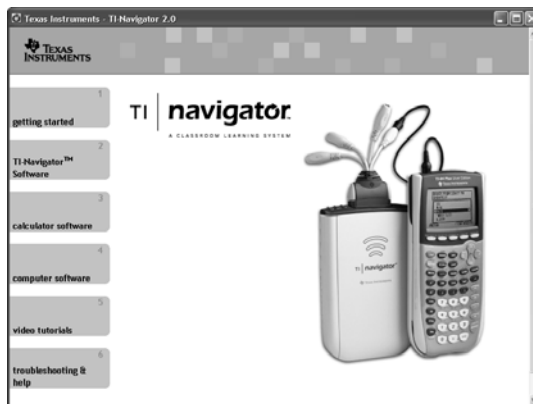 Texas Instruments - TI-Navigator 2.0
TEXAS
INSTRUMENTS
1
getting started
2
TI-Navigator™
Software
3
calculator software
4
computer software
5
video tutorials
6
troubleshooting &
help
TI navigator™
A CLASSROOM LEARNING SYSTEM
TI navigator